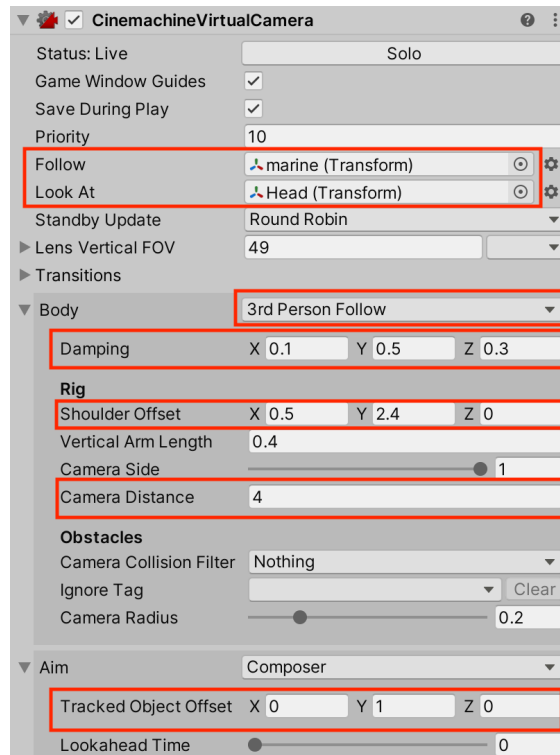 CinemachineVirtualCamera
Status: Live Solo
Game Window Guides
Save During Play
Priority 10
Follow marine (Transform)
Look At Head (Transform)
Standby Update Round Robin
Lens Vertical FOV 49
Transitions
Body 3rd Person Follow
Damping X 0.1 Y 0.5 Z 0.3
Rig
Shoulder Offset X 0.5 Y 2.4 Z 0
Vertical Arm Length 0.4
Camera Side 1
Camera Distance 4
Obstacles
Camera Collision Filter Nothing
Ignore Tag Clear
Camera Radius 0.2
Aim Composer
Tracked Object Offset X 0 Y 1 Z 0
Lookahead Time 0